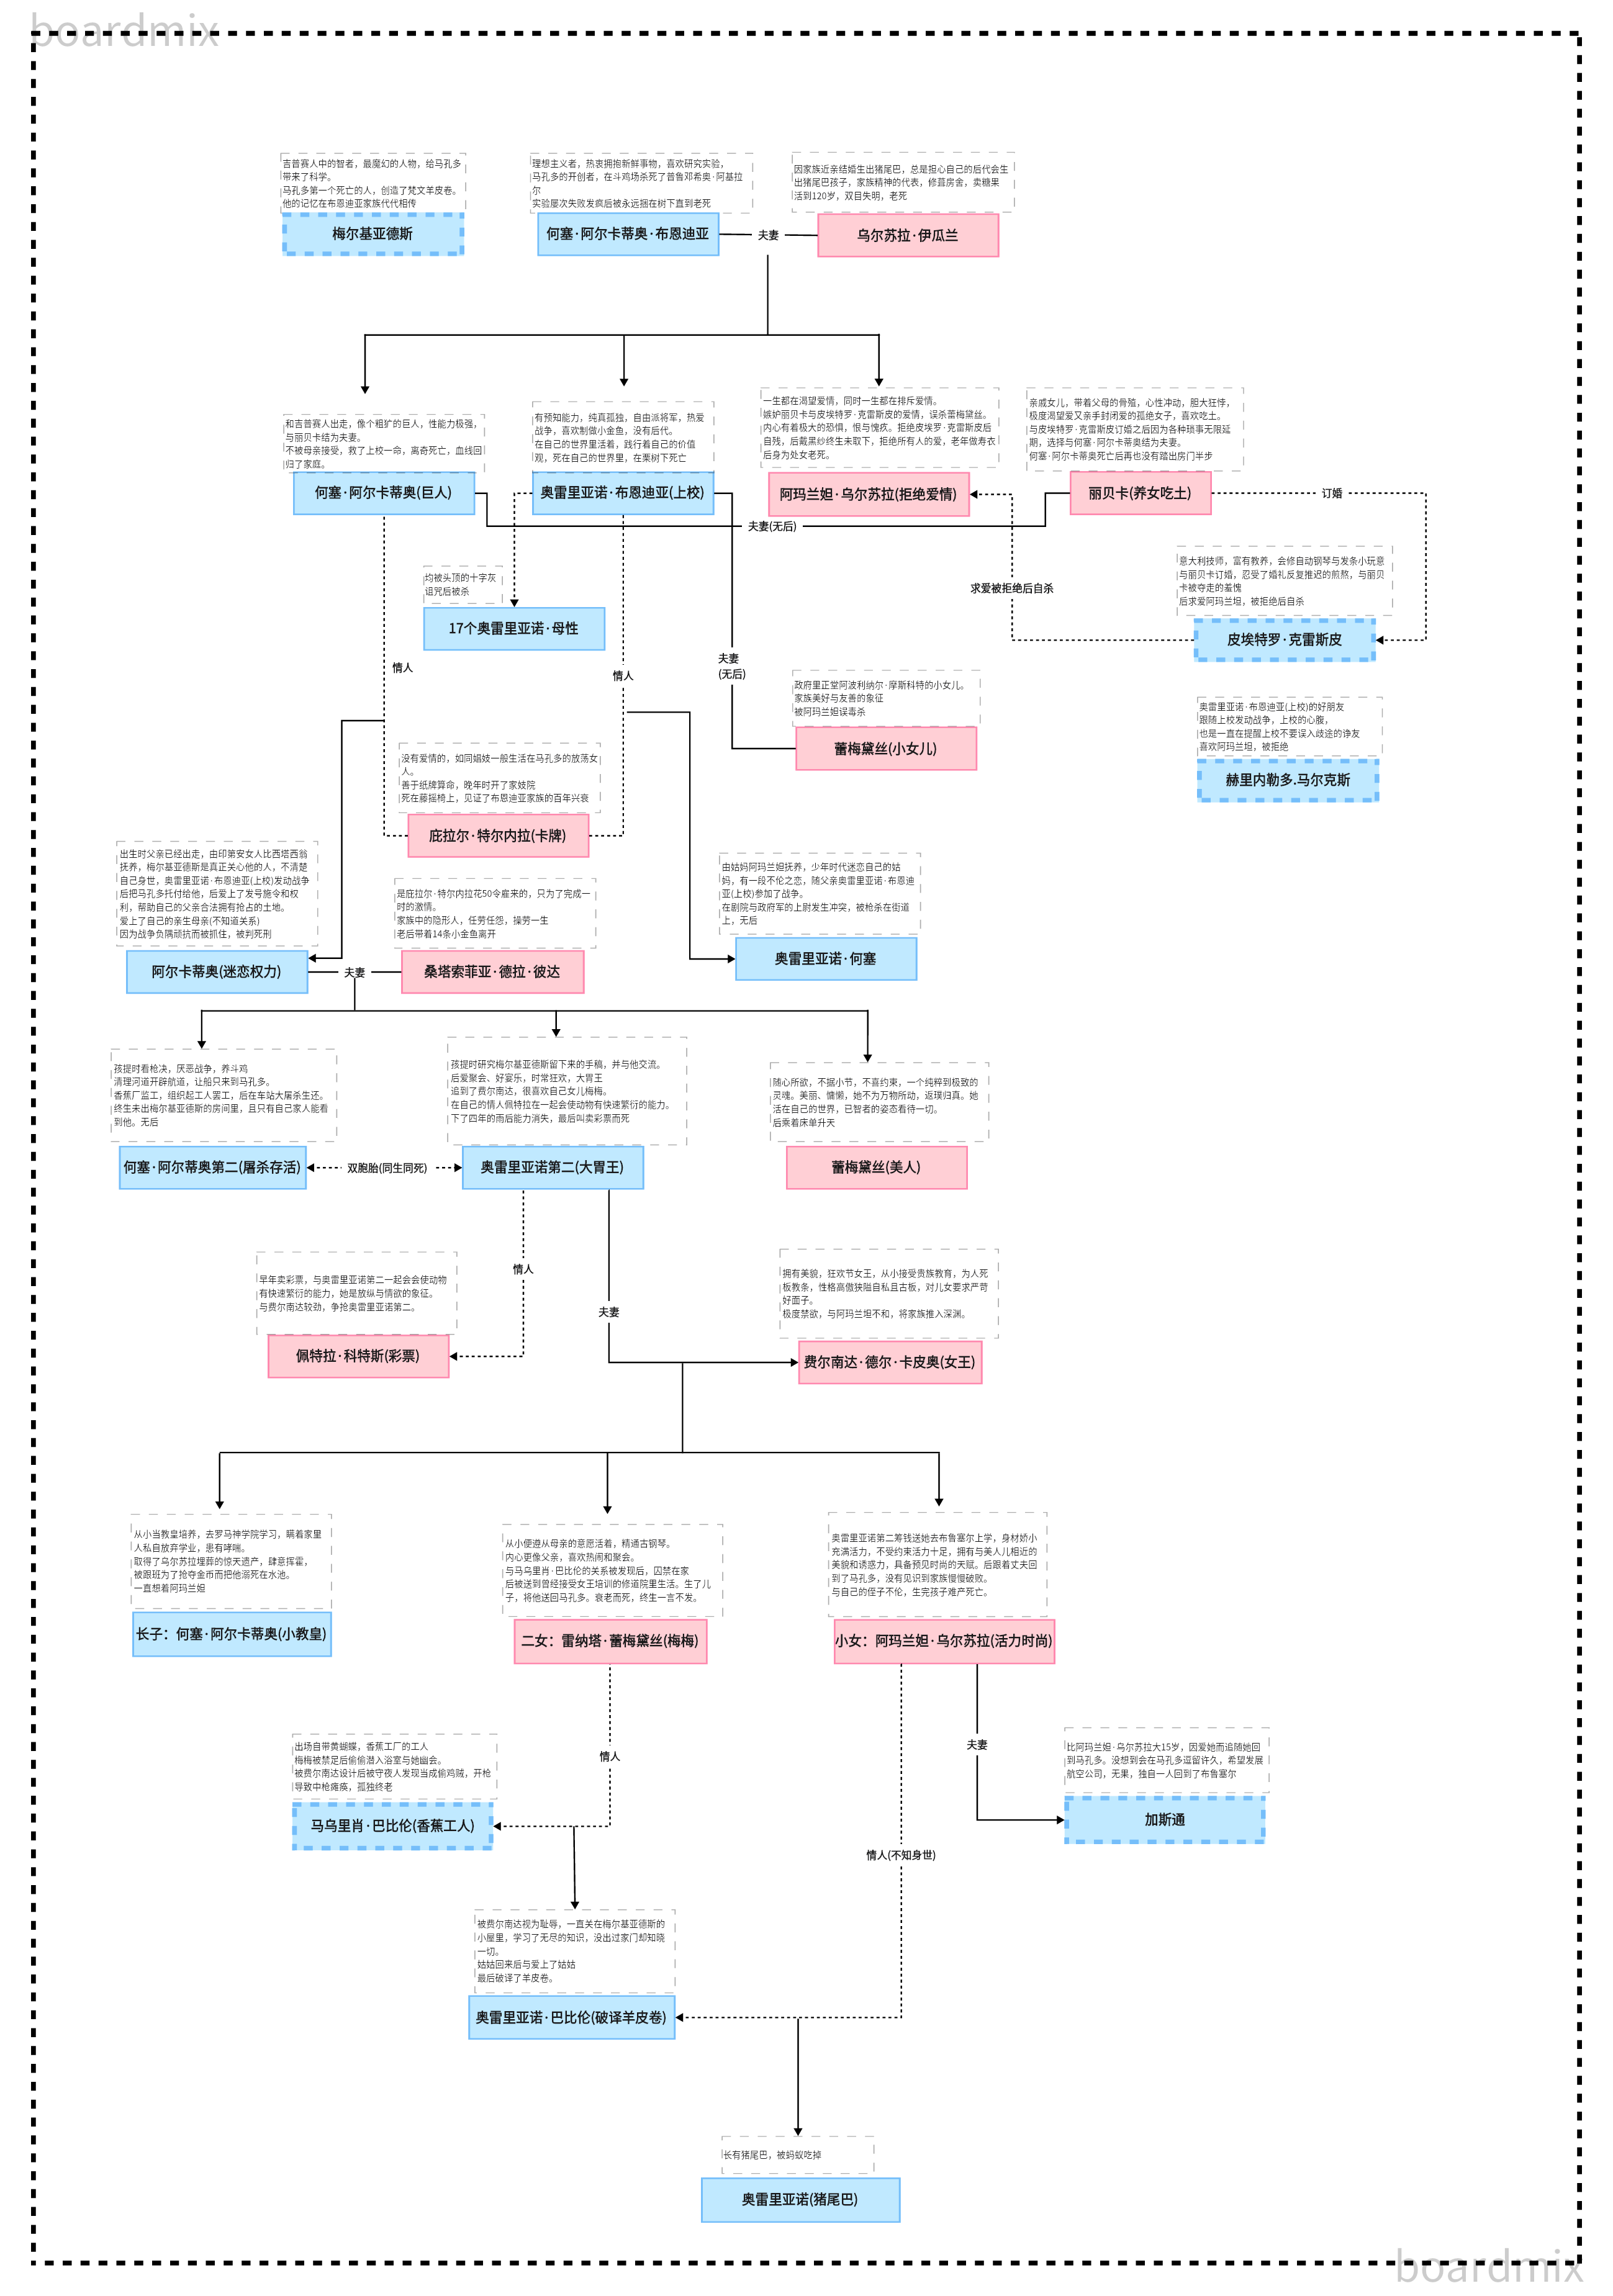 boardmix
吉普赛人中的智者，最魔幻的人物，给马孔多
带来了科学。
马孔多第一个死亡的人，创造了梵文羊皮卷。
他的记忆在布恩迪亚家族代代相传
梅尔基亚德斯
理想主义者，热衷拥抱新鲜事物，喜欢研究实验，
马孔多的开创者，在斗鸡场杀死了普鲁邓希奥·阿基拉
尔
实验屡次失败发疯后被永远捆在树下直到老死
何塞·阿尔卡蒂奥·布恩迪亚
夫妻
因家族近亲结婚生出猪尾巴，总是担心自己的后代会生
出猪尾巴孩子，家族精神的代表，修葺房舍，卖糖果
活到120岁，双目失明，老死
乌尔苏拉·伊瓜兰
和吉普赛人出走，像个粗犷的巨人，性能力极强，
与丽贝卡结为夫妻。
不被母亲接受，救了上校一命，离奇死亡，血线回
归了家庭。
何塞·阿尔卡蒂奥(巨人)
有预知能力，纯真孤独，自由派将军，热爱
战争，喜欢制做小金鱼，没有后代。
在自己的世界里活着，践行着自己的价值
观，死在自己的世界里，在栗树下死亡
奥雷里亚诺·布恩迪亚(上校)
一生都在渴望爱情，同时一生都在排斥爱情。
嫉妒丽贝卡与皮埃特罗·克雷斯皮的爱情，误杀蕾梅黛丝。
内心有着极大的恐惧，恨与愧疚。拒绝皮埃罗·克雷斯皮后
自残，后戴黑纱终生未取下，拒绝所有人的爱，老年做寿衣
后身为处女老死。
阿玛兰妲·乌尔苏拉(拒绝爱情)
亲戚女儿，带着父母的骨殖，心性冲动，胆大狂悖，
极度渴望爱又亲手封闭爱的孤绝女子，喜欢吃土。
与皮埃特罗·克雷斯皮订婚之后因为各种琐事无限延
期，选择与何塞·阿尔卡蒂奥结为夫妻。
何塞·阿尔卡蒂奥死亡后再也没有踏出房门半步
丽贝卡(养女吃土)
订婚
夫妻(无后)
均被头顶的十字灰
诅咒后被杀
17个奥雷里亚诺·母性
求爱被拒绝后自杀
意大利技师，富有教养，会修自动钢琴与发条小玩意
与丽贝卡订婚，忍受了婚礼反复推迟的煎熬，与丽贝
卡被夺走的羞愧
后求爱阿玛兰妲，被拒绝后自杀
皮埃特罗·克雷斯皮
情人
情人
夫妻
(无后)
政府里正堂阿波利纳尔·摩斯科特的小女儿。
家族美好与友善的象征
被阿玛兰妲误毒杀
蕾梅黛丝(小女儿)
奥雷里亚诺·布恩迪亚(上校)的好朋友
跟随上校发动战争，上校的心腹，
也是一直在提醒上校不要误入歧途的诤友
喜欢阿玛兰妲，被拒绝
赫里内勒多.马尔克斯
没有爱情的，如同娼妓一般生活在马孔多的放荡女
人。
善于纸牌算命，晚年时开了家妓院
死在藤摇椅上，见证了布恩迪亚家族的百年兴衰
庇拉尔·特尔内拉(卡牌)
出生时父亲已经出走，由印第安女人比西塔西翁
抚养，梅尔基亚德斯是真正关心他的人，不清楚
自己身世，奥雷里亚诺·布恩迪亚(上校)发动战争
后把马孔多托付给他，后爱上了发号施令和权
利，帮助自己的父亲合法拥有抢占的土地。
爱上了自己的亲生母亲(不知道关系)
因为战争负隅顽抗而被抓住，被判死刑
阿尔卡蒂奥(迷恋权力)
夫妻
是庇拉尔·特尔内拉花50令雇来的，只为了完成一
时的激情。
家族中的隐形人，任劳任怨，操劳一生
老后带着14条小金鱼离开
桑塔索菲亚·德拉·彼达
由姑妈阿玛兰妲抚养，少年时代迷恋自己的姑
妈，有一段不伦之恋，随父亲奥雷里亚诺·布恩迪
亚(上校)参加了战争。
在剧院与政府军的上尉发生冲突，被枪杀在街道
上，无后
奥雷里亚诺·何塞
孩提时看枪决，厌恶战争，养斗鸡
清理河道开辟航道，让船只来到马孔多。
香蕉厂监工，组织起工人罢工，后在车站大屠杀生还。
终生未出梅尔基亚德斯的房间里，且只有自己家人能看
到他。无后
何塞·阿尔蒂奥第二(屠杀存活)
双胞胎(同生同死)
孩提时研究梅尔基亚德斯留下来的手稿，并与他交流。
后爱聚会、好宴乐，时常狂欢，大胃王
追到了费尔南达，很喜欢自己女儿梅梅。
在自己的情人佩特拉在一起会使动物有快速繁衍的能力。
下了四年的雨后能力消失，最后叫卖彩票而死
奥雷里亚诺第二(大胃王)
随心所欲，不据小节，不喜约束，一个纯粹到极致的
灵魂。美丽、慵懒，她不为万物所动，返璞归真。她
活在自己的世界，已智者的姿态看待一切。
后乘着床单升天
蕾梅黛丝(美人)
情人
夫妻
早年卖彩票，与奥雷里亚诺第二一起会会使动物
有快速繁衍的能力，她是放纵与情欲的象征。
与费尔南达较劲，争抢奥雷里亚诺第二。
佩特拉·科特斯(彩票)
拥有美貌，狂欢节女王，从小接受贵族教育，为人死
板教条，性格高傲狭隘自私且古板，对儿女要求严苛
好面子。
极度禁欲，与阿玛兰妲不和，将家族推入深渊。
费尔南达·德尔·卡皮奥(女王)
从小当教皇培养，去罗马神学院学习，瞒着家里
人私自放弃学业，患有哮喘。
取得了乌尔苏拉埋葬的惊天遗产，肆意挥霍，
被跟班为了抢夺金币而把他溺死在水池。
一直想着阿玛兰妲
长子：何塞·阿尔卡蒂奥(小教皇)
从小便遵从母亲的意愿活着，精通古钢琴。
内心更像父亲，喜欢热闹和聚会。
与马乌里肖·巴比伦的关系被发现后，囚禁在家
后被送到曾经接受女王培训的修道院里生活。生了儿
子，将他送回马孔多。衰老而死，终生一言不发。
二女：雷纳塔·蕾梅黛丝(梅梅)
奥雷里亚诺第二筹钱送她去布鲁塞尔上学，身材娇小
充满活力，不受约束活力十足，拥有与美人儿相近的
美貌和诱惑力，具备预见时尚的天赋。后跟着丈夫回
到了马孔多，没有见识到家族慢慢破败。
与自己的侄子不伦，生完孩子难产死亡。
小女：阿玛兰妲·乌尔苏拉(活力时尚)
情人
夫妻
出场自带黄蝴蝶，香蕉工厂的工人
梅梅被禁足后偷偷潜入浴室与她幽会。
被费尔南达设计后被守夜人发现当成偷鸡贼，开枪
导致中枪瘫痪，孤独终老
马乌里肖·巴比伦(香蕉工人)
比阿玛兰妲·乌尔苏拉大15岁，因爱她而追随她回
到马孔多。没想到会在马孔多逗留许久，希望发展
航空公司，无果，独自一人回到了布鲁塞尔
加斯通
情人(不知身世)
被费尔南达视为耻辱，一直关在梅尔基亚德斯的
小屋里，学习了无尽的知识，没出过家门却知晓
一切。
姑姑回来后与爱上了姑姑
最后破译了羊皮卷。
奥雷里亚诺·巴比伦(破译羊皮卷)
长有猪尾巴，被蚂蚁吃掉
奥雷里亚诺(猪尾巴)
boardmix